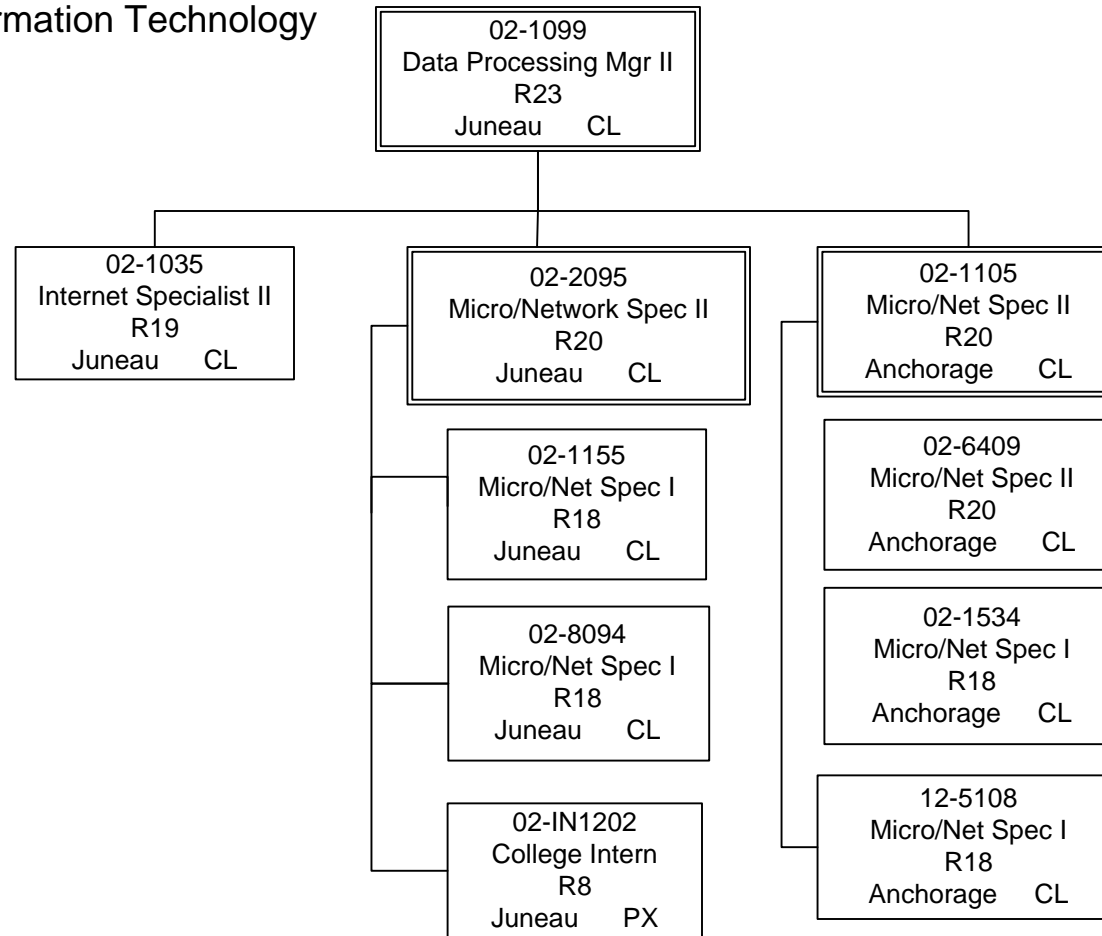 rmation Technology
02-1099
Data Processing Mgr II
R23
Juneau CL
02-1035
Internet Specialist II
R19
Juneau CL
02-2095
Micro/Network Spec II
R20
Juneau CL
02-1105
Micro/Net Spec II
R20
Anchorage CL
02-1155
Micro/Net Spec I
R18
Juneau CL
02-6409
Micro/Net Spec II
R20
Anchorage CL
02-8094
Micro/Net Spec I
R18
Juneau CL
02-1534
Micro/Net Spec I
R18
Anchorage CL
02-IN1202
College Intern
R8
Juneau PX
12-5108
Micro/Net Spec I
R18
Anchorage CL